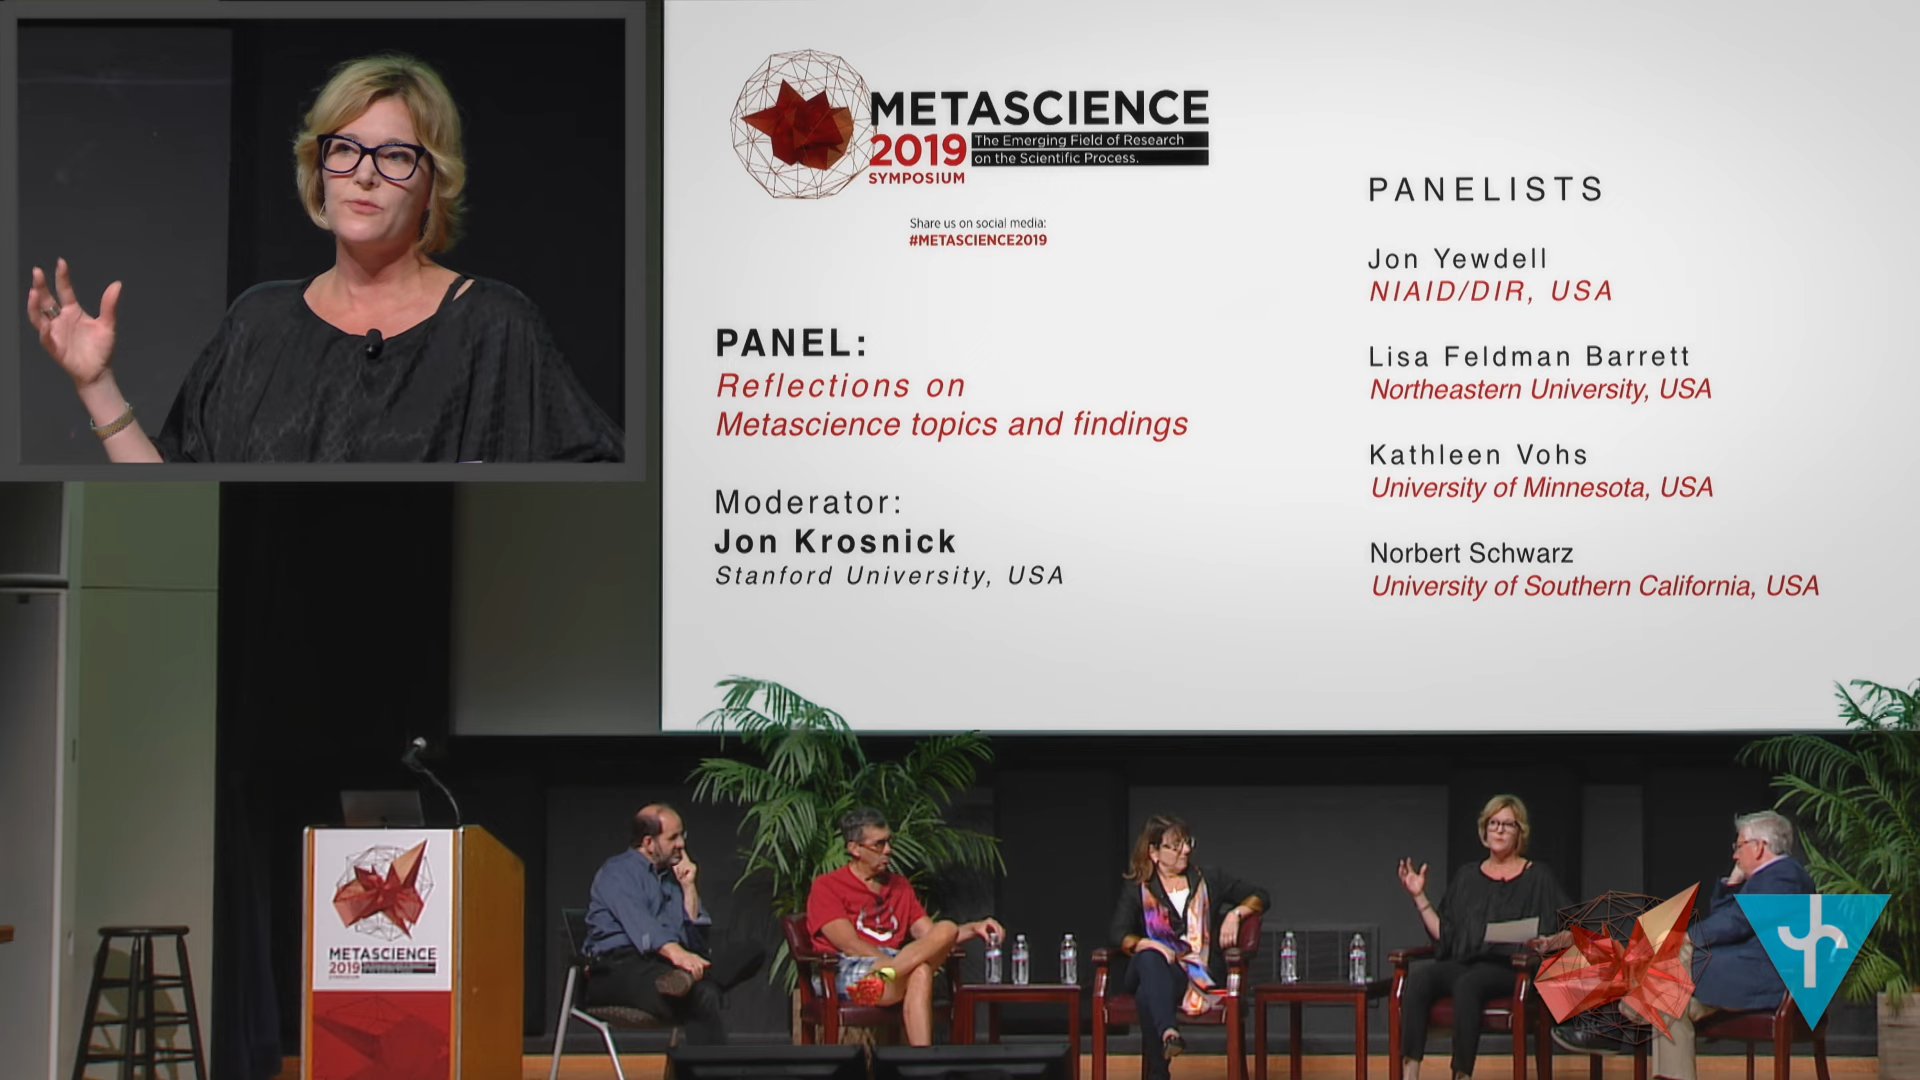 METASCIENCE
2019
The Emerging Field of Research
on the Scientific Process.
SYMPOSIUM
Share us on social media:
#METASCIENCE2019
PANEL:
Reflections on
Metascience topics and findings
Moderator:
Jon Krosnick
Stanford University, USA
PANELISTS
Jon Yewdell
NIAID/DIR, USA
Lisa Feldman Barrett
Northeastern University, USA
Kathleen Vohs
University of Minnesota, USA
Norbert Schwarz
University of Southern California, USA
METASCIENCE
2019